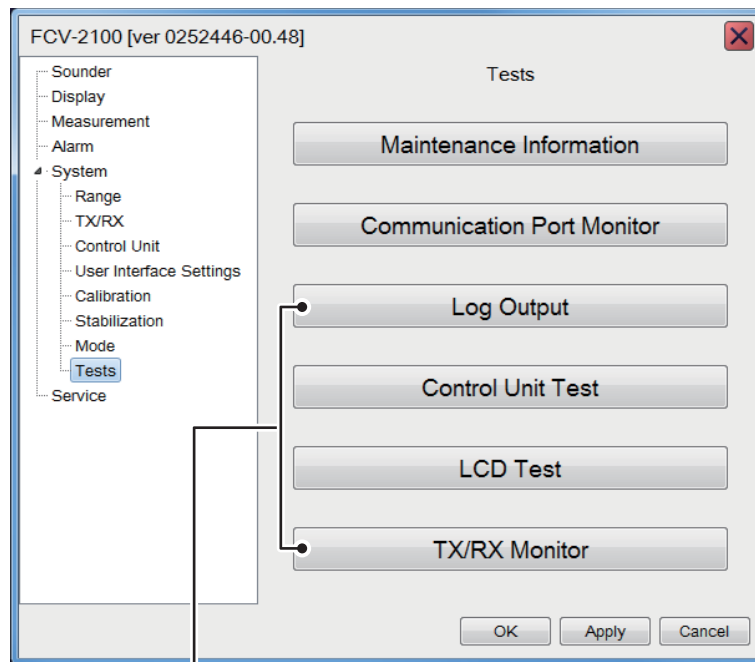 FCV-2100 [ver 0252446-00.48]
Sounder
Display
Measurement
Alarm
System
Range
TX/RX
Control Unit
User Interface Settings
Calibration
Stabilization
Mode
Tests
Service
Tests
Maintenance Information
Communication Port Monitor
Log Output
Control Unit Test
LCD Test
TX/RX Monitor
OK
Apply
Cancel